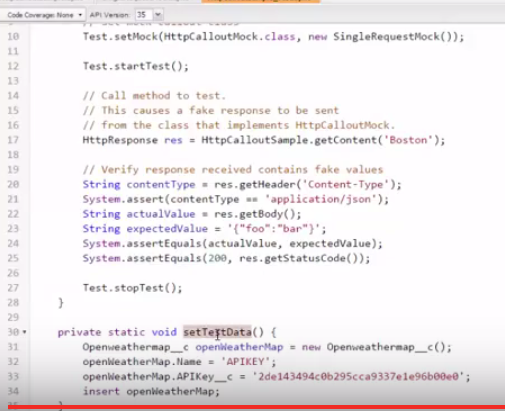 Code Coverage: None API Version: 35
10 Test.setMock(HttpCalloutMock.class, new SingleRequestMock());
11
12 Test.startTest();
13
14 // Call method to test.
15 // This causes a fake response to be sent
16 // from the class that implements HttpCalloutMock.
17 HttpResponse res = HttpCalloutSample.getContent('Boston');
18
19 // Verify response received contains fake values
20 String contentType = res.getHeader('Content-Type');
21 System.assert(contentType == 'application/json');
22 String actualValue = res.getBody();
23 String expectedValue = '{"foo":"bar"}';
24 System.assertEquals(actualValue, expectedValue);
25 System.assertEquals(200, res.getStatusCode());
26
27 Test.stopTest();
28 }
29
30 private static void setTestData() {
31 Openweathermap__c openWeatherMap = new Openweathermap__c();
32 openWeatherMap.Name = 'APIKEY';
33 openWeatherMap.APIKey__c = '2de143494c0b295cca9337e1e96b00e0';
34 insert openWeatherMap;